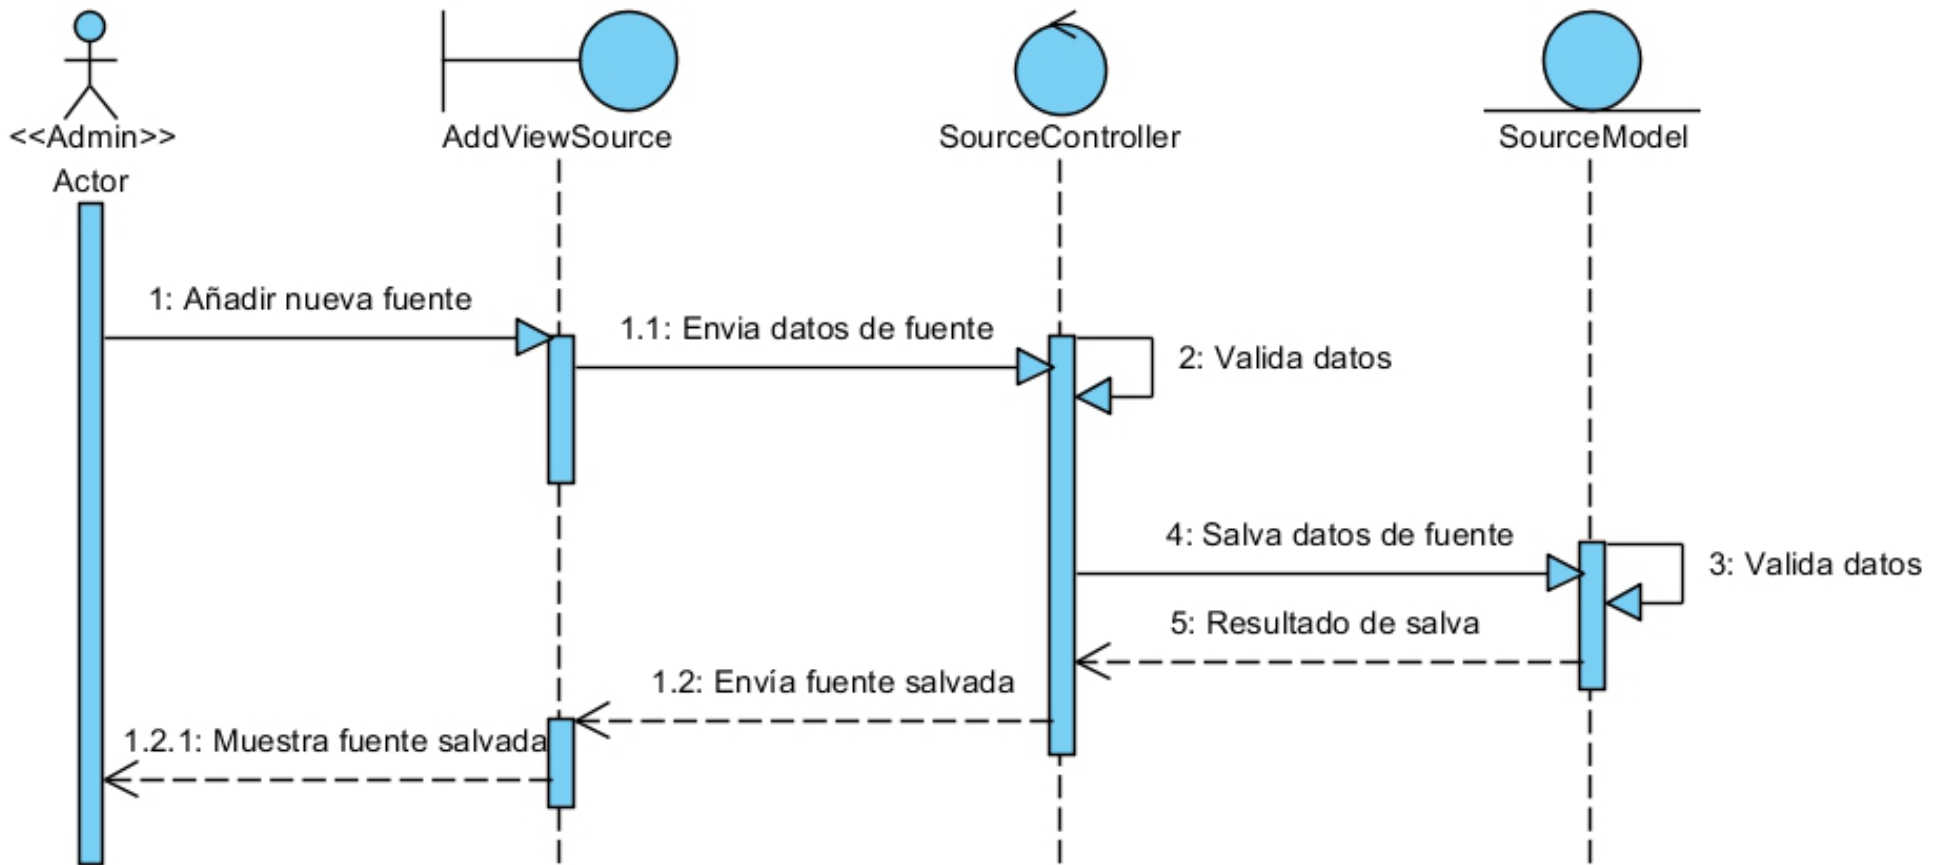 <<Admin>>
Actor
AddViewSource
SourceController
SourceModel
1: Añadir nueva fuente
1.1: Envia datos de fuente
2: Valida datos
4: Salva datos de fuente
3: Valida datos
5: Resultado de salva
1.2: Envía fuente salvada
1.2.1: Muestra fuente salvada